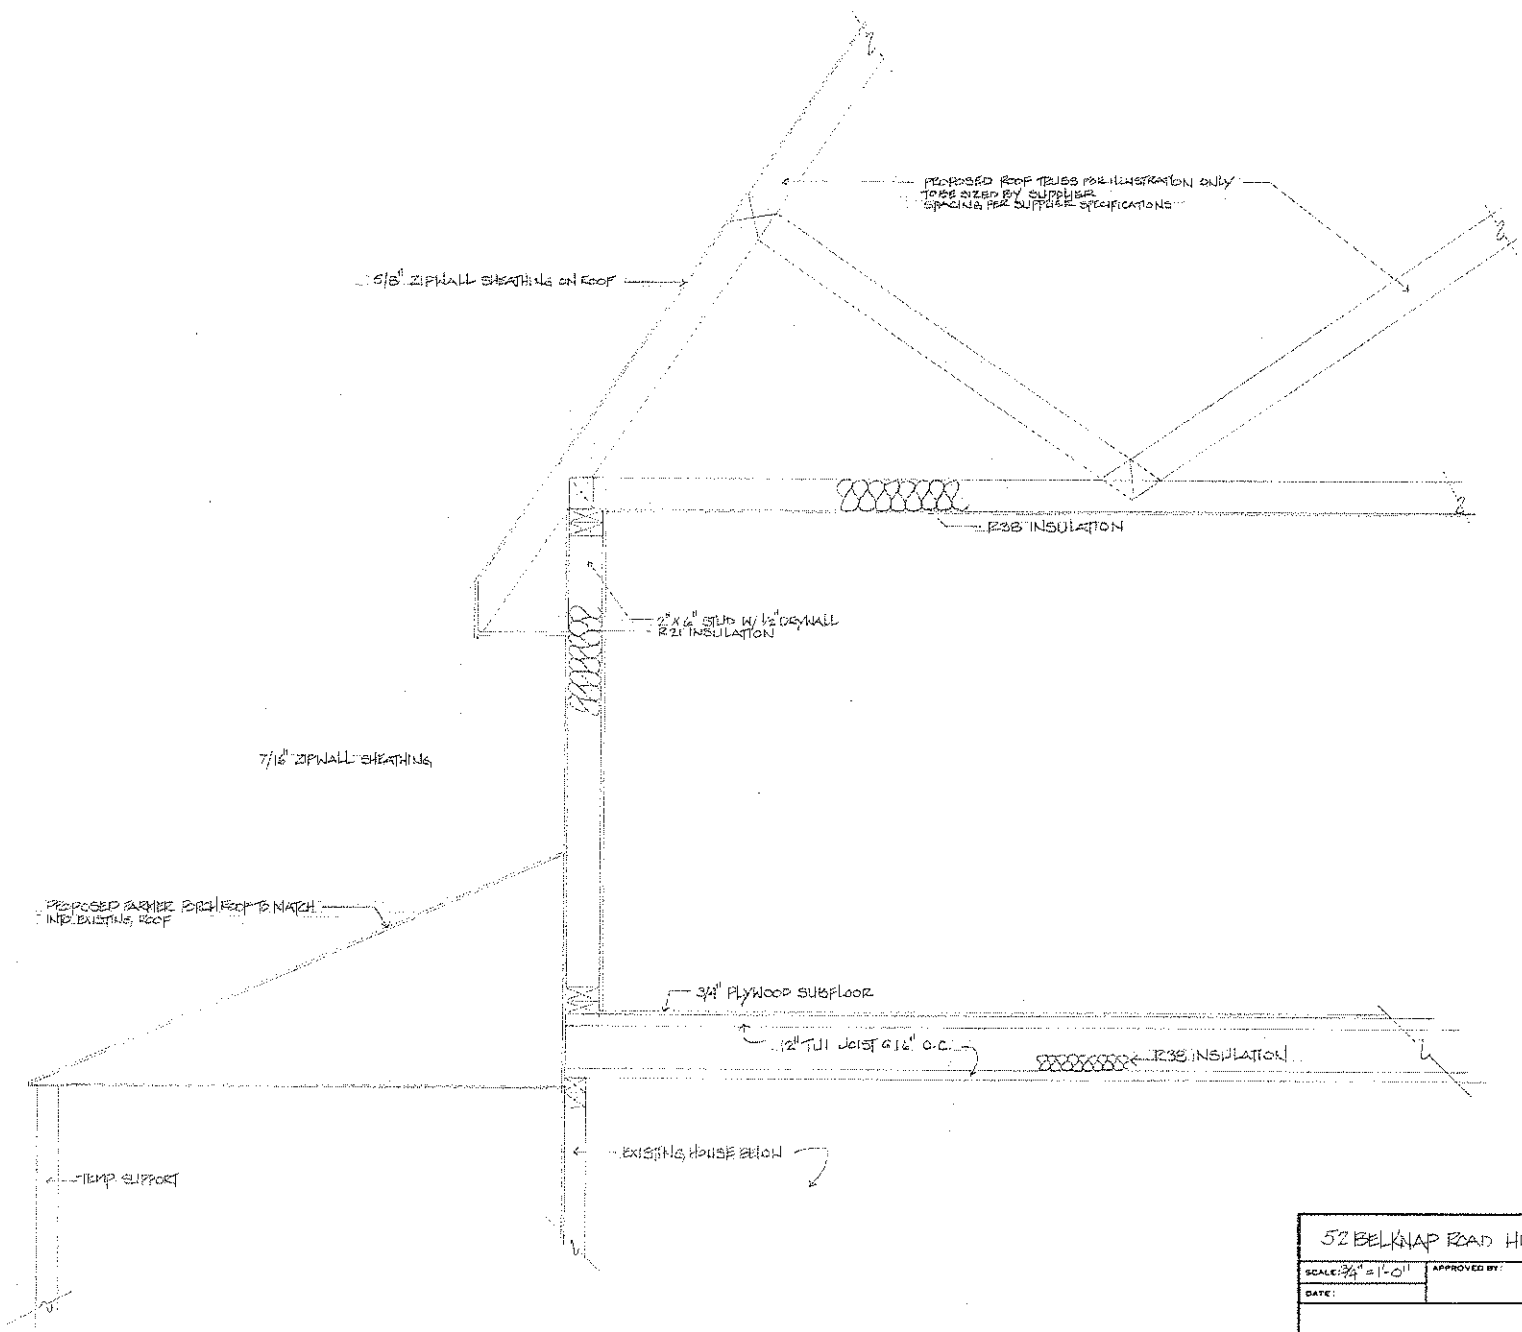 PROPOSED ROOF TRUSS FOR ILLUSTRATION ONLY
TO BE SIZED BY SUPPLIER
SPACING PER SUPPLIER SPECIFICATIONS
5/8" ZIPWALL SHEATHING ON ROOF
R38 INSULATION
2" X 6" STUD W/ 1/2" DRYWALL
R21 INSULATION
7/16" ZIPWALL SHEATHING
PROPOSED FARMER PORCH ROOF TO MATCH
INTO EXISTING ROOF
3/4" PLYWOOD SUBFLOOR
12" TJI JOIST @ 16" O.C.
R38 INSULATION
EXISTING HOUSE BELOW
TEMP. SUPPORT
52 BELKNAP ROAD
SCALE: 3/4" = 1'-0"
APPROVED BY:
DATE: